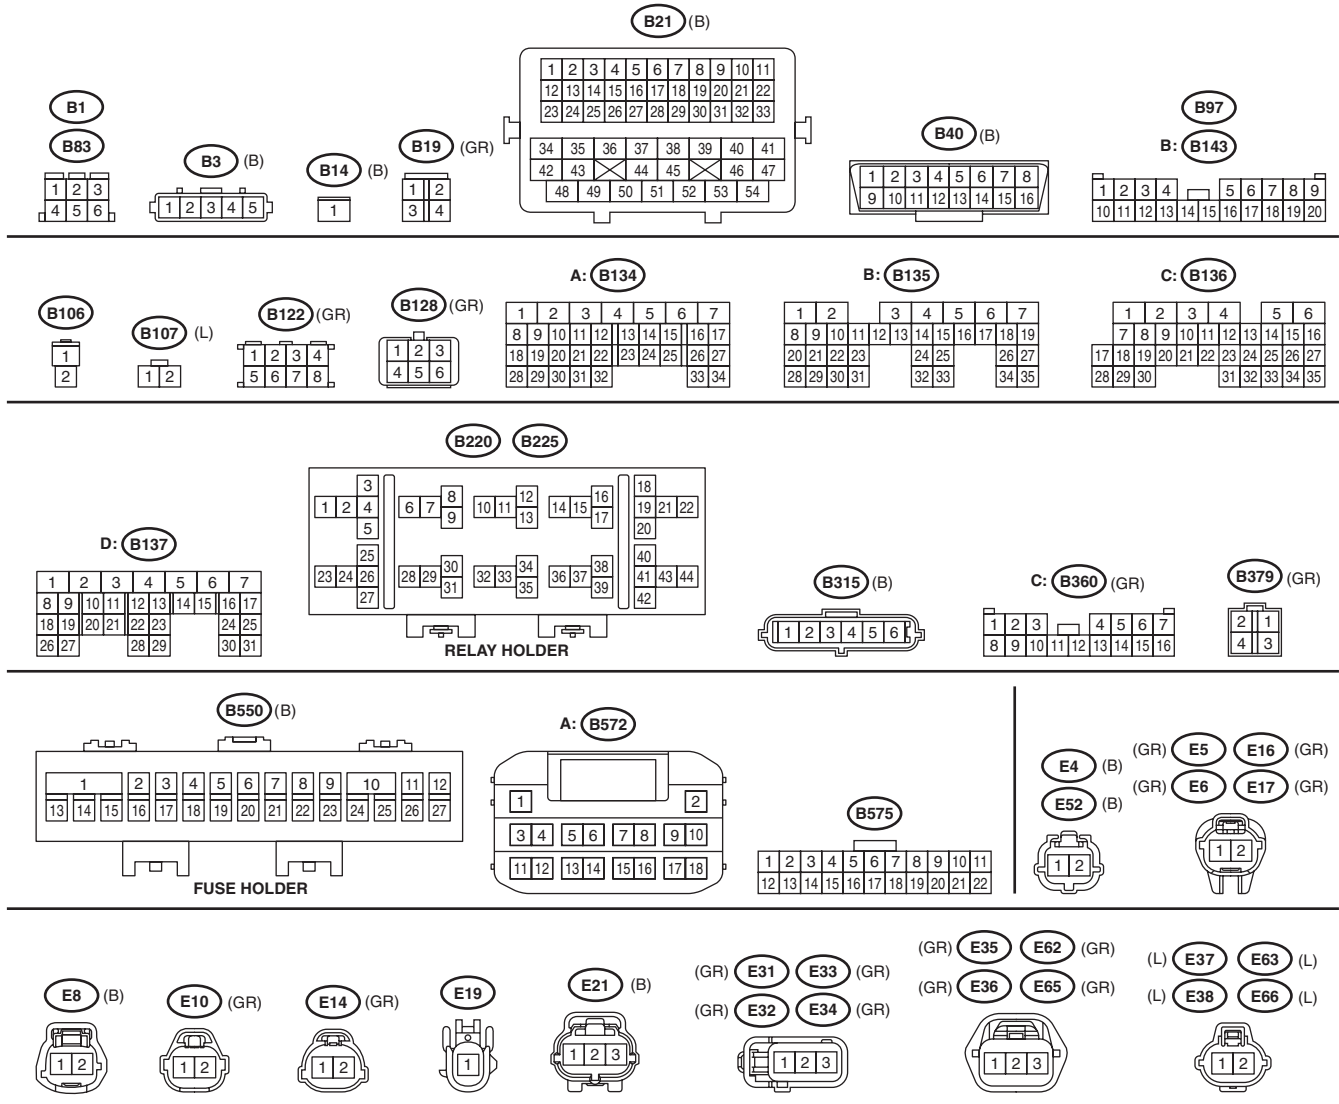 B21 (B)
1 2 3 4 5 6 7 8 9 10 11
12 13 14 15 16 17 18 19 20 21 22
23 24 25 26 27 28 29 30 31 32 33
34 35 36 37 38 39 40 41
42 43 44 45 46 47
48 49 50 51 52 53 54
B1
B83
1 2 3
4 5 6
B3 (B)
1 2 3 4 5
B14 (B)
1
B19 (GR)
1 2
3 4
B40 (B)
1 2 3 4 5 6 7 8
9 10 11 12 13 14 15 16
B97
B: B143
1 2 3 4 5 6 7 8 9
10 11 12 13 14 15 16 17 18 19 20
B106
1
2
B107 (L)
1 2
B122 (GR)
1 2 3 4
5 6 7 8
B128 (GR)
1 2 3
4 5 6
A: B134
1 2 3 4 5 6 7
8 9 10 11 12 13 14 15 16 17
18 19 20 21 22 23 24 25 26 27
28 29 30 31 32 33 34
B: B135
1 2 3 4 5 6 7
8 9 10 11 12 13 14 15 16 17 18 19
20 21 22 23 24 25 26 27
28 29 30 31 32 33 34 35
C: B136
1 2 3 4 5 6
7 8 9 10 11 12 13 14 15 16
17 18 19 20 21 22 23 24 25 26 27
28 29 30 31 32 33 34 35
D: B137
1 2 3 4 5 6 7
8 9 10 11 12 13 14 15 16 17
18 19 20 21 22 23 24 25
26 27 28 29 30 31
B220 B225
3 18
1 2 4 6 7 8 10 11 12 14 15 16 19 21 22
5 9 13 17 20
25 40
23 24 26 28 29 30 32 33 34 36 37 38 41 43 44
27 31 35 39 42
RELAY HOLDER
B315 (B)
1 2 3 4 5 6
C: B360 (GR)
1 2 3 4 5 6 7
8 9 10 11 12 13 14 15 16
B379 (GR)
2 1
4 3
B550 (B)
1 2 3 4 5 6 7 8 9 10 11 12
13 14 15 16 17 18 19 20 21 22 23 24 25 26 27
FUSE HOLDER
A: B572
1 2
3 4 5 6 7 8 9 10
11 12 13 14 15 16 17 18
B575
1 2 3 4 5 6 7 8 9 10 11
12 13 14 15 16 17 18 19 20 21 22
E4 (B)
E52 (B)
1 2
(GR) E5 E16 (GR)
(GR) E6 E17 (GR)
1 2
E8 (B)
1 2
E10 (GR)
1 2
E14 (GR)
1 2
E19
1
E21 (B)
1 2 3
(GR) E31 E33 (GR)
(GR) E32 E34 (GR)
1 2 3
(GR) E35 E62 (GR)
(GR) E36 E65 (GR)
1 2 3
(L) E37 E63 (L)
(L) E38 E66 (L)
1 2